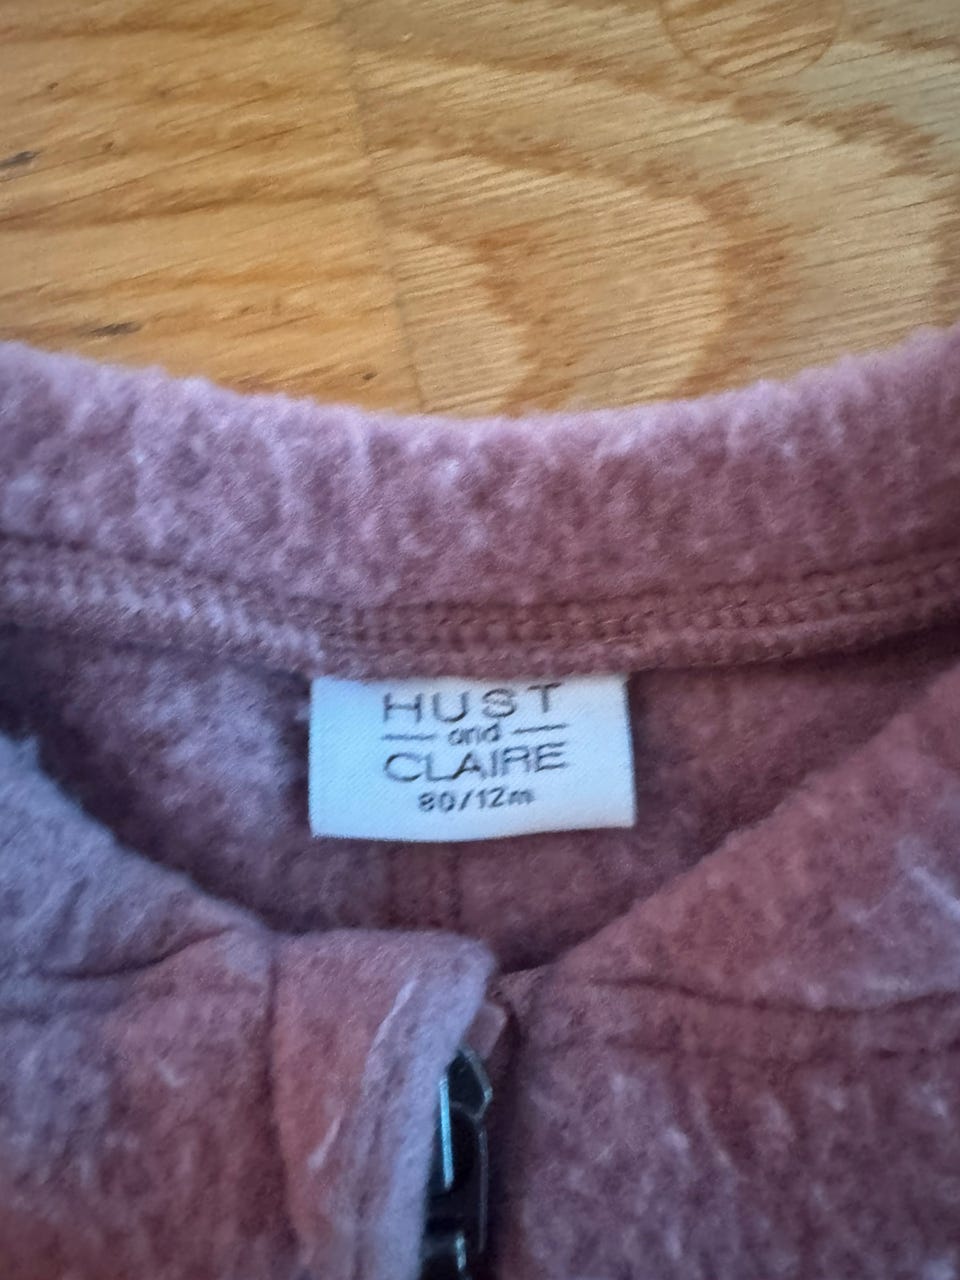 HUST
and
CLAIRE
80/12m